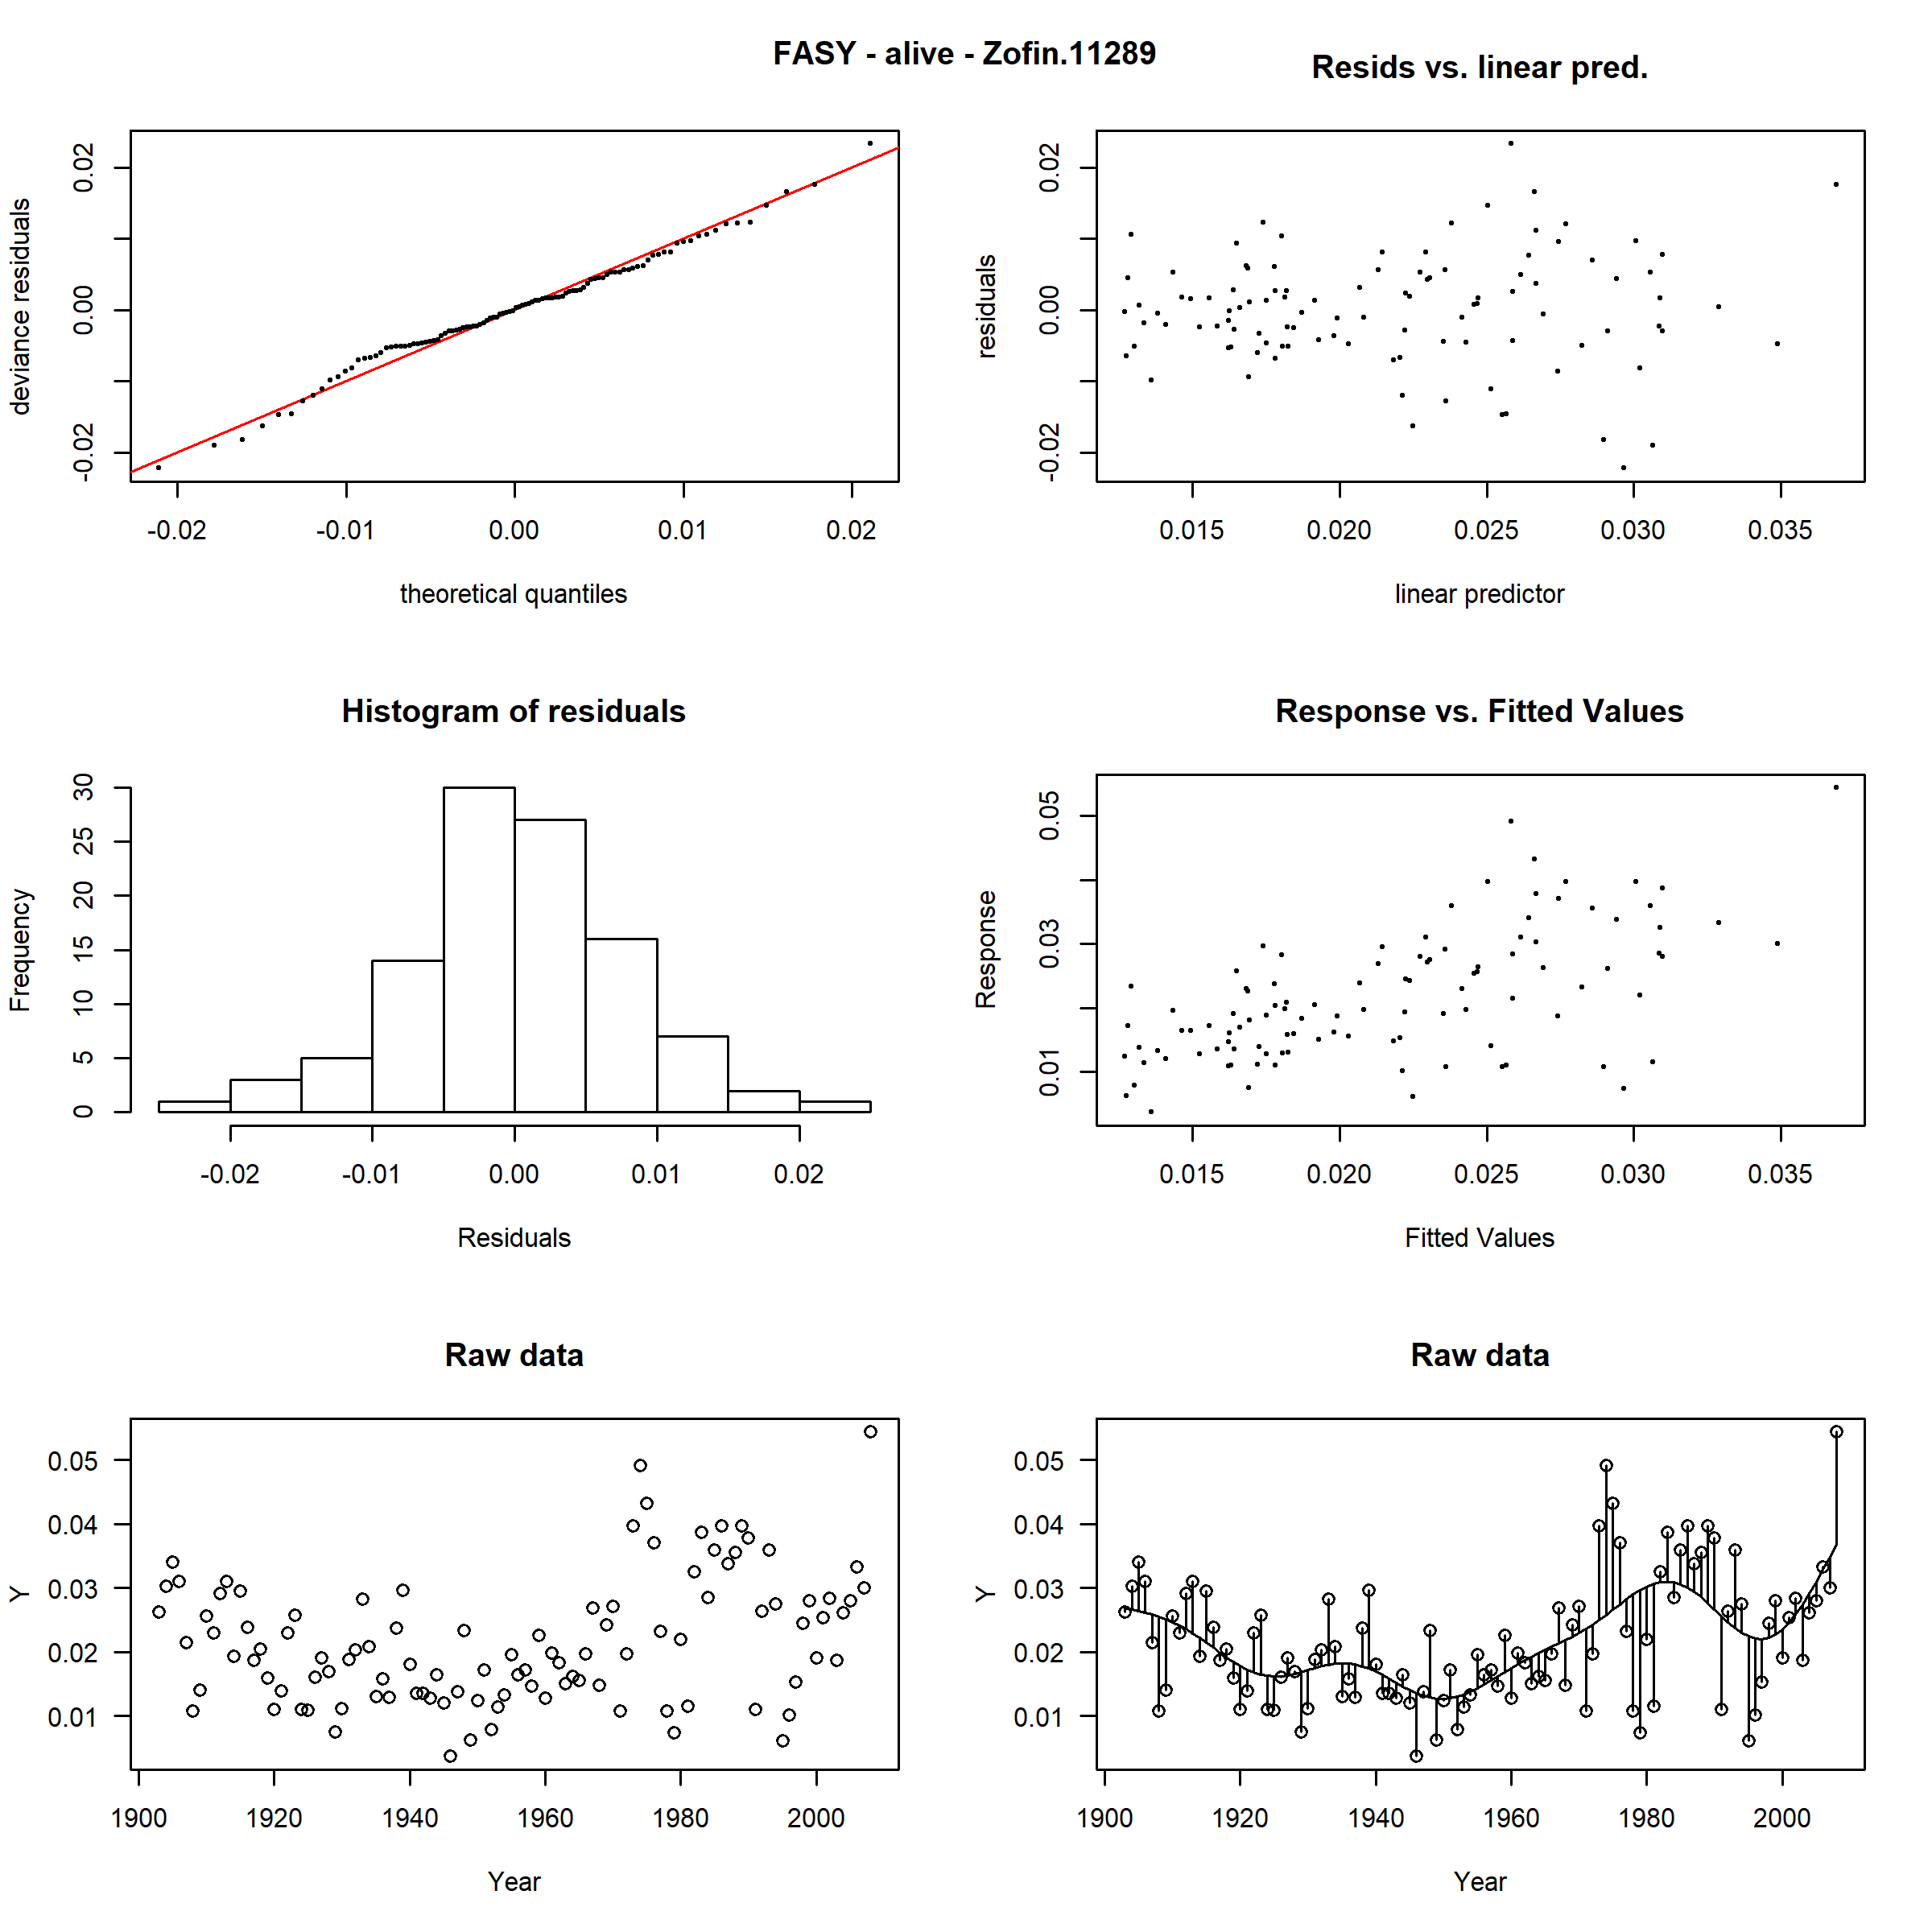 FASY - alive - Zofin.11289
Resids vs. linear pred.
deviance residuals
-0.02 0.00 0.02
-0.02 -0.01 0.00 0.01 0.02
theoretical quantiles
residuals
-0.02 0.00 0.02
0.015 0.020 0.025 0.030 0.035
linear predictor
Histogram of residuals
Frequency
0 5 10 15 20 25 30
-0.02 -0.01 0.00 0.01 0.02
Residuals
Response vs. Fitted Values
Response
0.01 0.03 0.05
0.015 0.020 0.025 0.030 0.035
Fitted Values
Raw data
Y
0.05
0.04
0.03
0.02
0.01
1900 1920 1940 1960 1980 2000
Year
Raw data
Y
0.05
0.04
0.03
0.02
0.01
1900 1920 1940 1960 1980 2000
Year